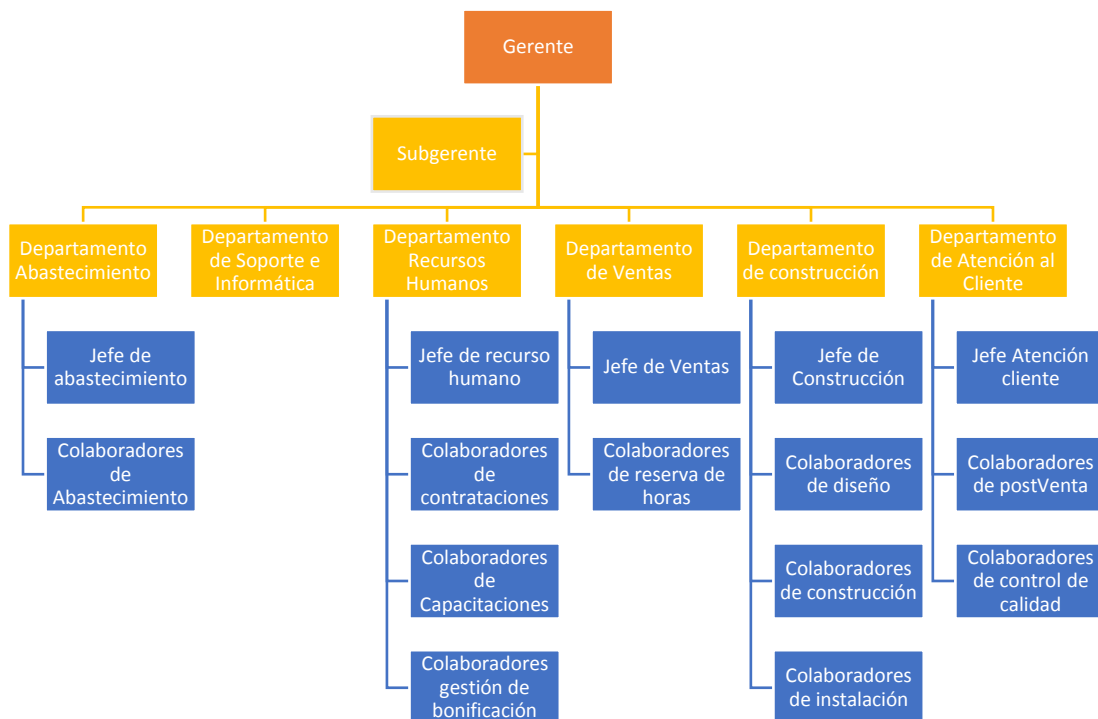 Gerente
Subgerente
Departamento
Abastecimiento
Departamento
de Soporte e
Informática
Departamento
Recursos
Humanos
Departamento
de Ventas
Departamento
de construcción
Departamento
de Atención al
Cliente
Jefe de
abastecimiento
Jefe de recurso
humano
Jefe de Ventas
Jefe de
Construcción
Jefe Atención
cliente
Colaboradores
de
Abastecimiento
Colaboradores
de
contrataciones
Colaboradores
de reserva de
horas
Colaboradores
de diseño
Colaboradores
de postVenta
Colaboradores
de
Capacitaciones
Colaboradores
de construcción
Colaboradores
de control de
calidad
Colaboradores
gestión de
bonificación
Colaboradores
de instalación